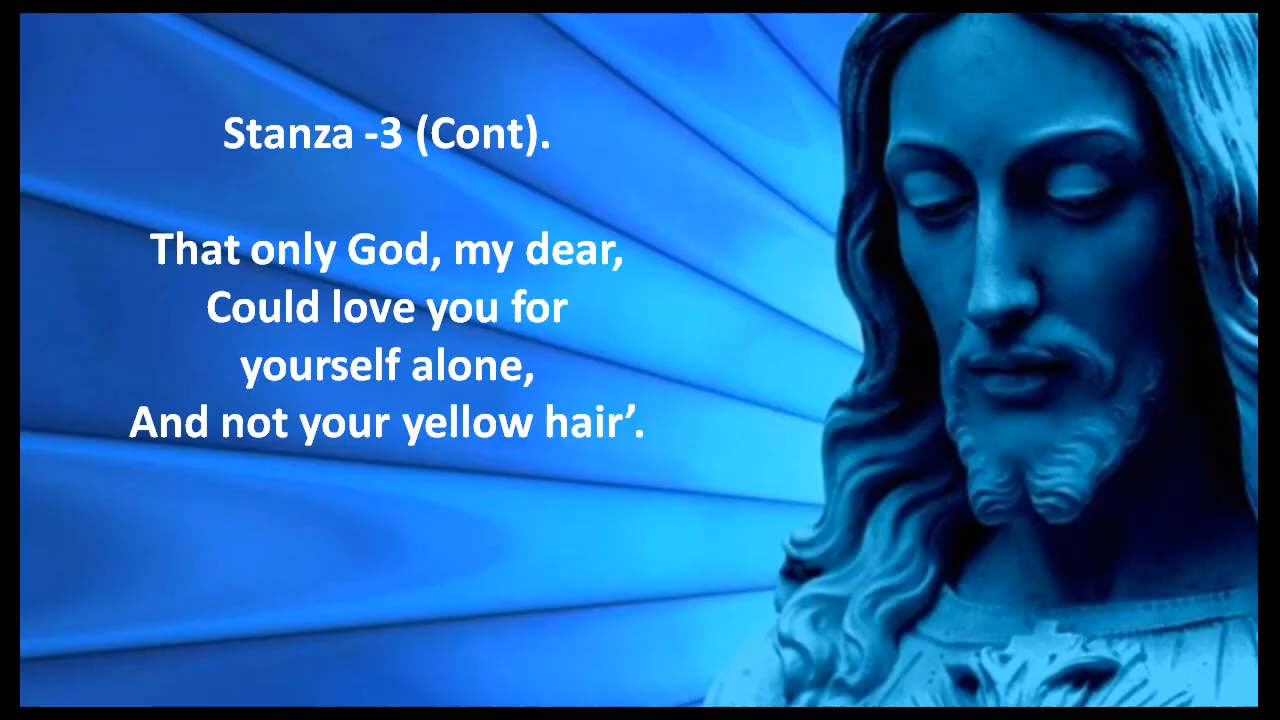 Stanza -3 (Cont).
That only God, my dear,
Could love you for
yourself alone,
And not your yellow hair’.